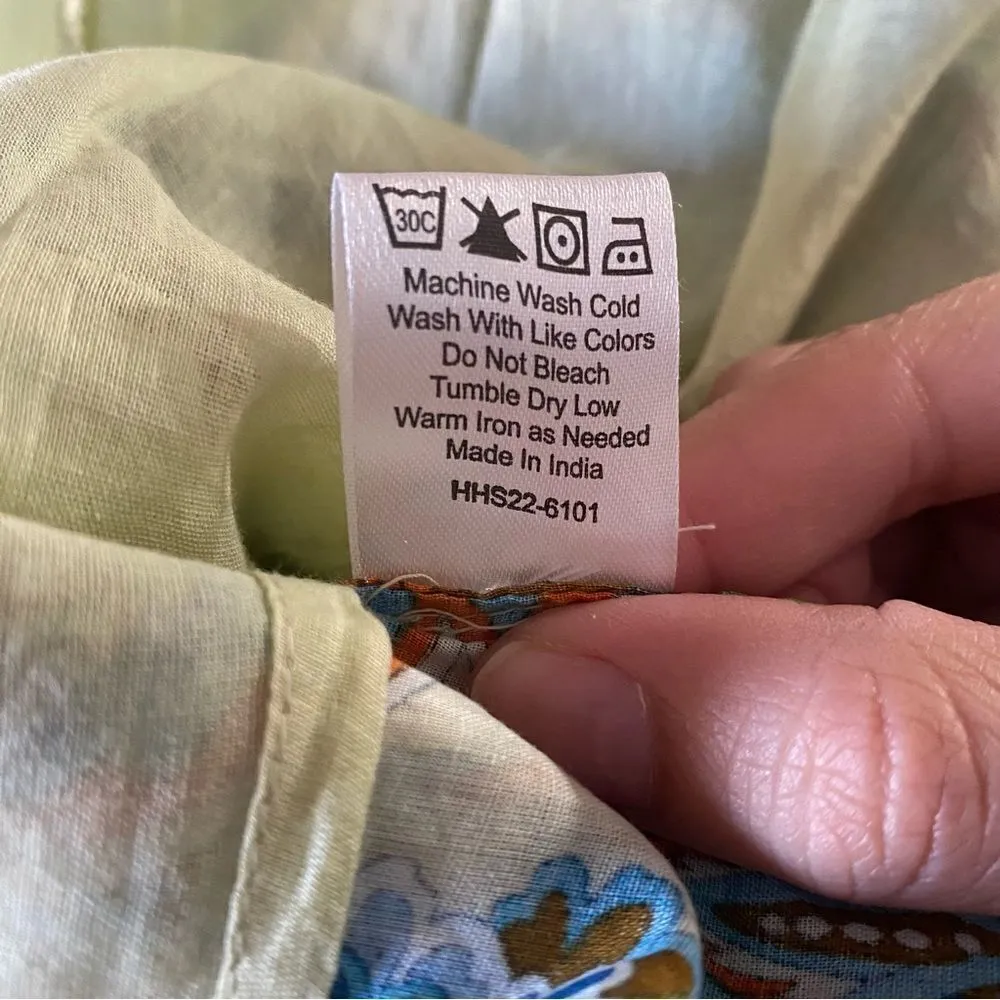 30C
Machine Wash Cold
Wash With Like Colors
Do Not Bleach
Tumble Dry Low
Warm Iron as Needed
Made In India
HHS22-6101